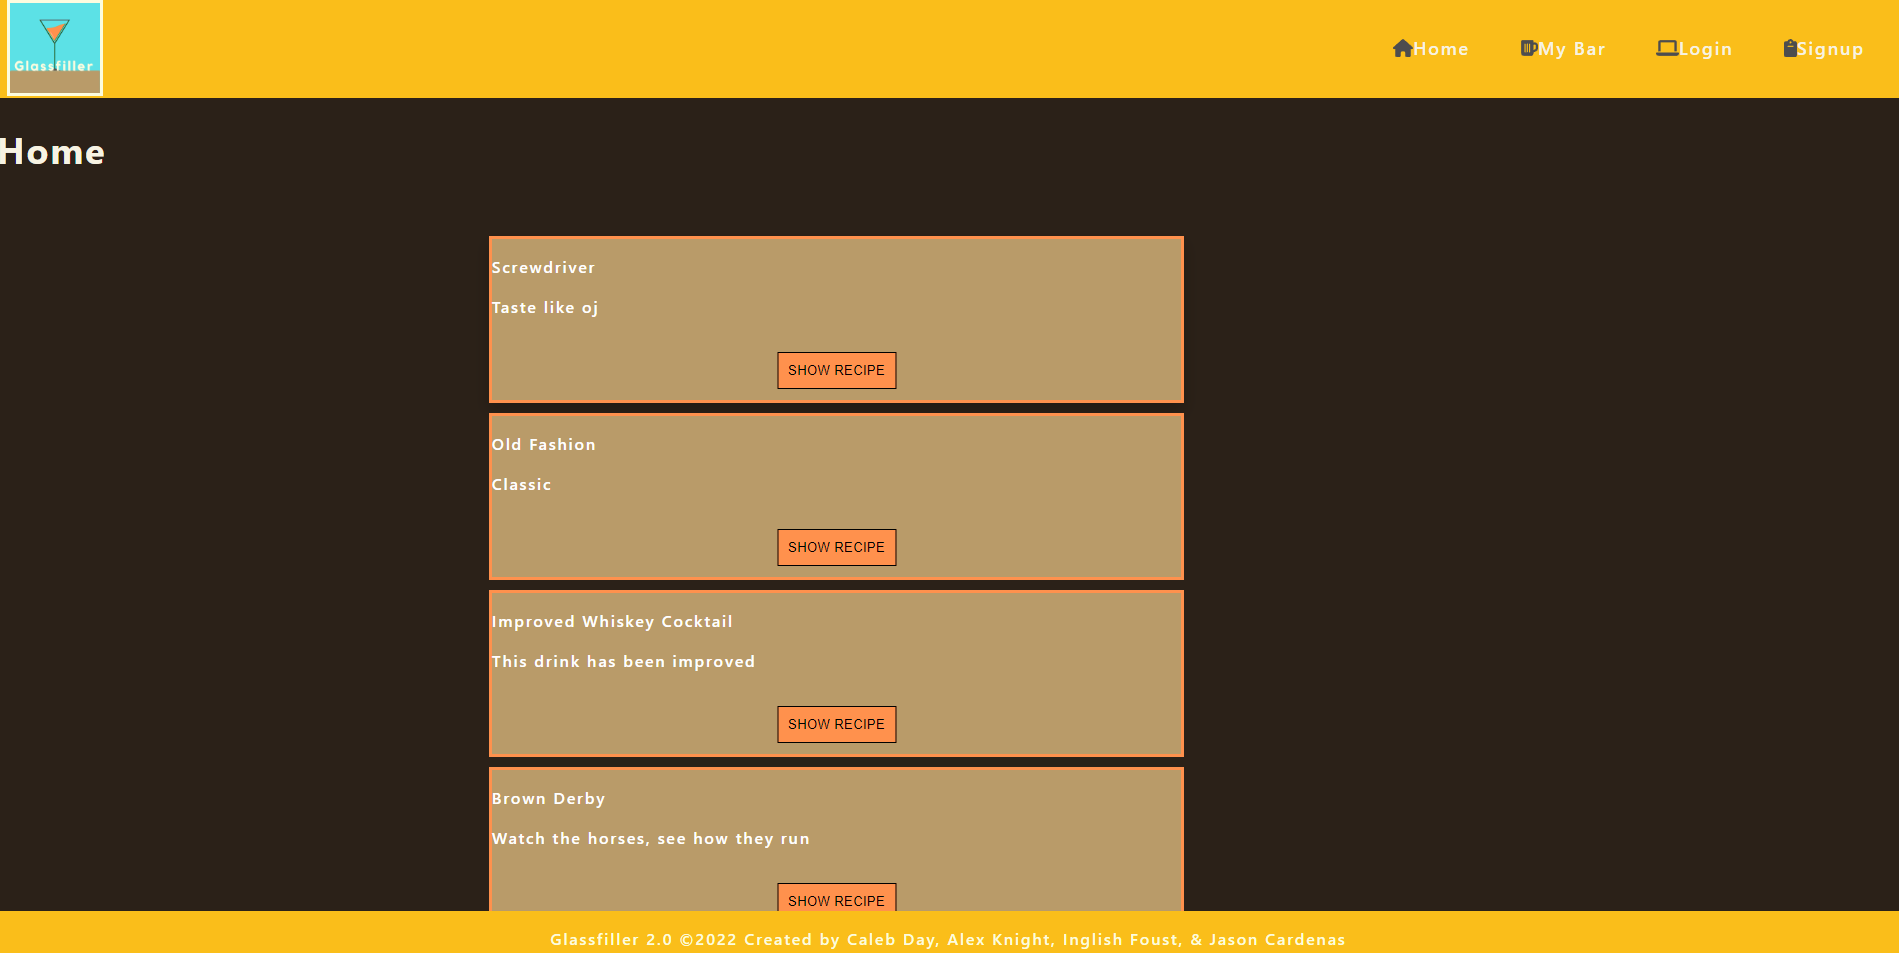 Glassfiller
Home
My Bar
Login
Signup
Home
Screwdriver
Taste like oj
SHOW RECIPE
Old Fashion
Classic
SHOW RECIPE
Improved Whiskey Cocktail
This drink has been improved
SHOW RECIPE
Brown Derby
Watch the horses, see how they run
SHOW RECIPE
Glassfiller 2.0 ©2022 Created by Caleb Day, Alex Knight, Inglish Foust, & Jason Cardenas